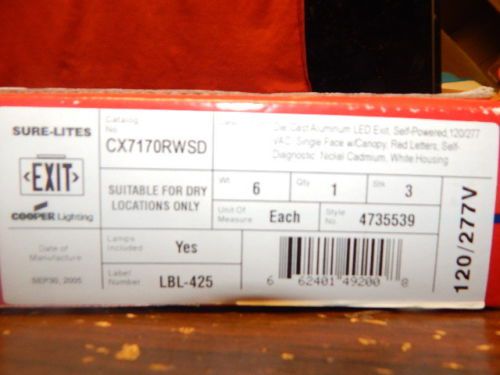 SURE-LITES
EXIT
COOPER Lighting
Date of
Manufacture
SEP30, 2005
Catalog
No.
CX7170RWSD
Die Cast Aluminum LED Exit, Self-Powered, 120/277
VAC, Single Face w/Canopy, Red Letters, Self-
Diagnostic, Nickel Cadmium, White Housing
SUITABLE FOR DRY
LOCATIONS ONLY
Wt. 6
Qty 1
Stk 3
Unit Of
Measure Each
Style
No. 4735539
Lamps
Included Yes
Label
Number LBL-425
6 62401 49200 8
120/277V